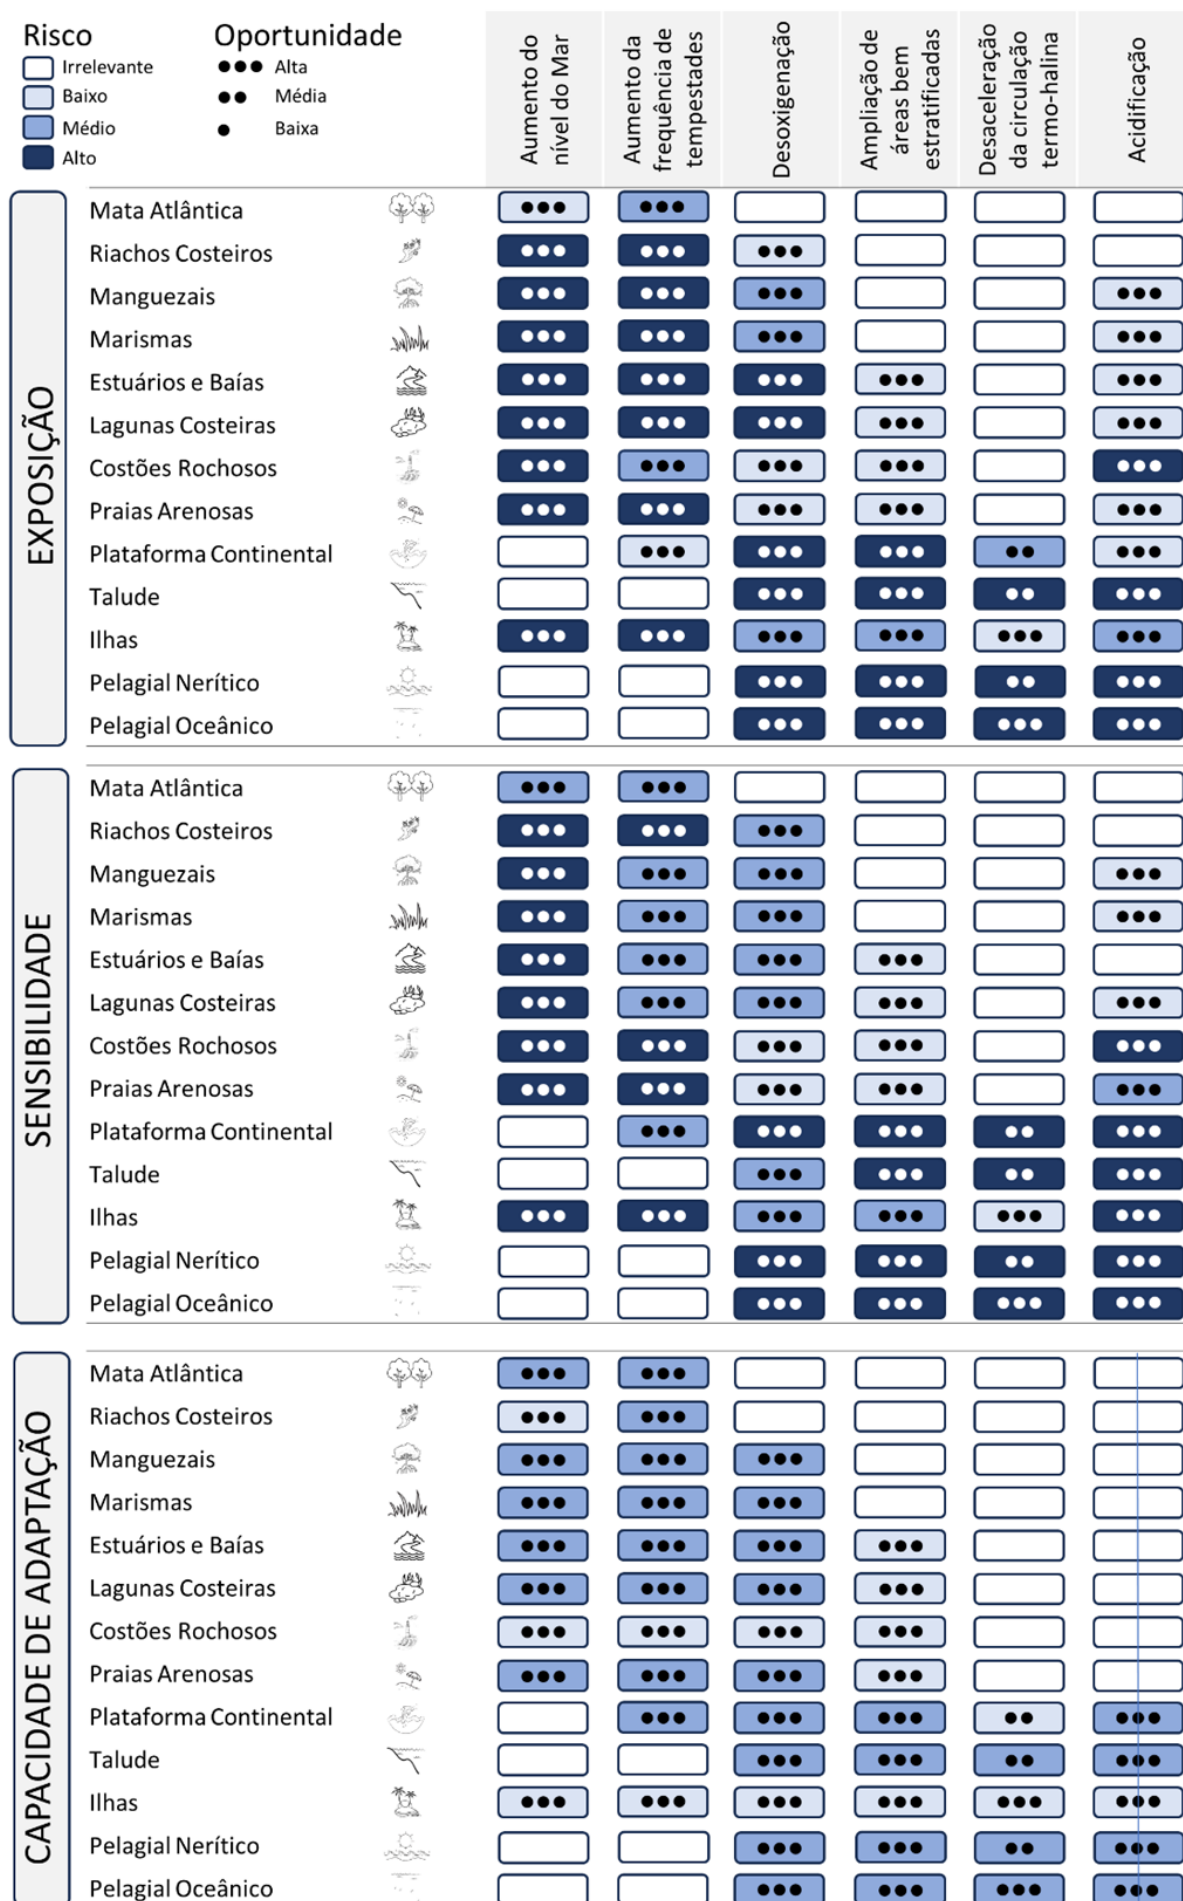 Risco
Irrelevante
Baixo
Médio
Alto
Oportunidade
Alta
Média
Baixa
Aumento do
nível do Mar
Aumento da
frequência de
tempestades
Desoxigenação
Ampliação de
áreas bem
estratificadas
Desaceleração
da circulação
termo-halina
Acidificação
EXPOSIÇÃO
Mata Atlântica
Riachos Costeiros
Manguezais
Marismas
Estuários e Baías
Lagunas Costeiras
Costões Rochosos
Praias Arenosas
Plataforma Continental
Talude
Ilhas
Pelagial Nerítico
Pelagial Oceânico
SENSIBILIDADE
Mata Atlântica
Riachos Costeiros
Manguezais
Marismas
Estuários e Baías
Lagunas Costeiras
Costões Rochosos
Praias Arenosas
Plataforma Continental
Talude
Ilhas
Pelagial Nerítico
Pelagial Oceânico
CAPACIDADE DE ADAPTAÇÃO
Mata Atlântica
Riachos Costeiros
Manguezais
Marismas
Estuários e Baías
Lagunas Costeiras
Costões Rochosos
Praias Arenosas
Plataforma Continental
Talude
Ilhas
Pelagial Nerítico
Pelagial Oceânico